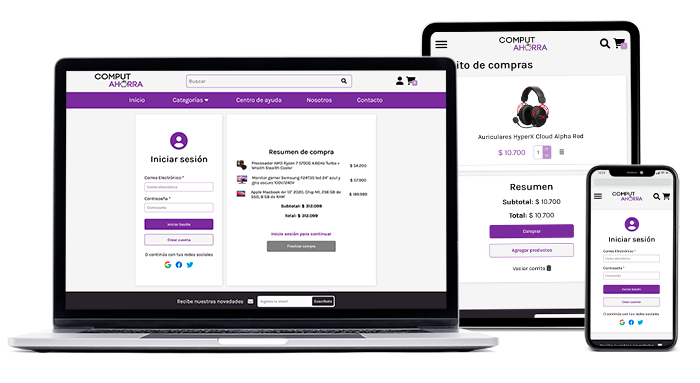 COMPUT
AHORRA
Buscar
Inicio
Categorías
Centro de ayuda
Nosotros
Contacto
Iniciar sesión
Correo Electrónico *
Correo electrónico
Contraseña *
Contraseña
Iniciar Sesión
Crear cuenta
O continúa con tus redes sociales
Resumen de compra
Procesador AMD Ryzen 7 5700G 4.6GHz Turbo +
Wraith Stealth Cooler
$ 54.200
Monitor gamer Samsung F24T35 led 24" azul y
gris oscuro 100V/240V
$ 57.900
Apple Macbook Air 13" 2020, Chip M1, 256 GB de
SSD, 8 GB de RAM
$ 199.999
Subtotal: $ 312.099
Total: $ 312.099
Inicie sesión para continuar
Finalizar compra
Recibe nuestras novedades
Ingresa tu email
Suscribite
COMPUT
AHORRA
ito de compras
Auriculares HyperX Cloud Alpha Red
$ 10.700
1
Resumen
Subtotal: $ 10.700
Total: $ 10.700
Comprar
Agregar productos
Vaciar carrito
COMPUT
AHORRA
Iniciar sesión
Correo Electrónico *
Correo electrónico
Contraseña *
Contraseña
Iniciar Sesión
Crear cuenta
O continúa con tus redes sociales